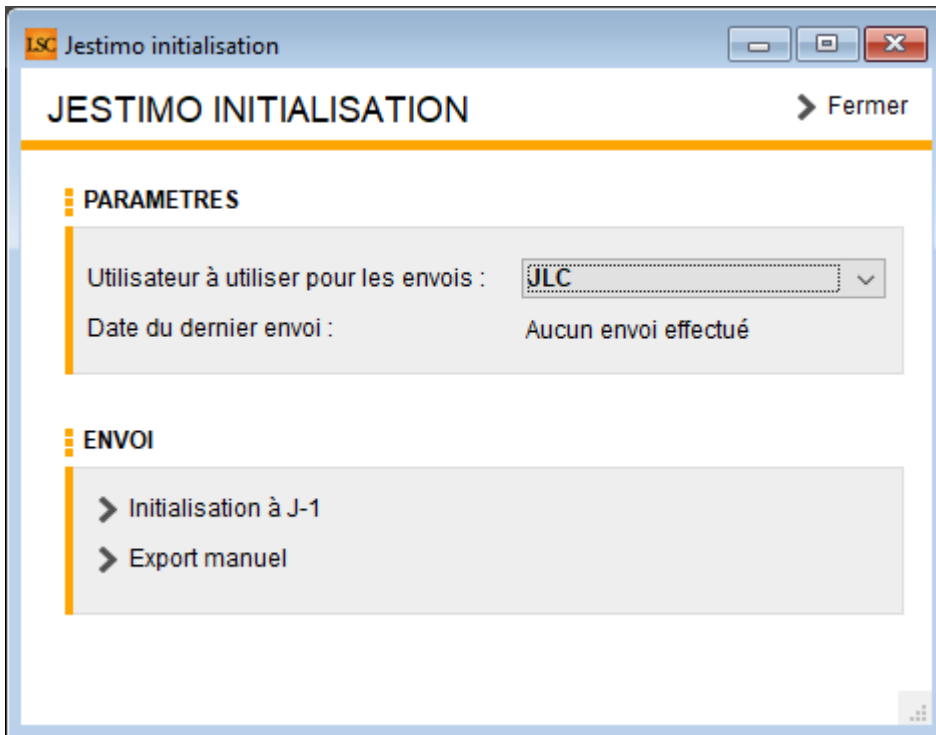 LSC Jestimo initialisation
JESTIMO INITIALISATION
Fermer
PARAMETRES
Utilisateur à utiliser pour les envois : JLC
Date du dernier envoi : Aucun envoi effectué
ENVOI
Initialisation à J-1
Export manuel